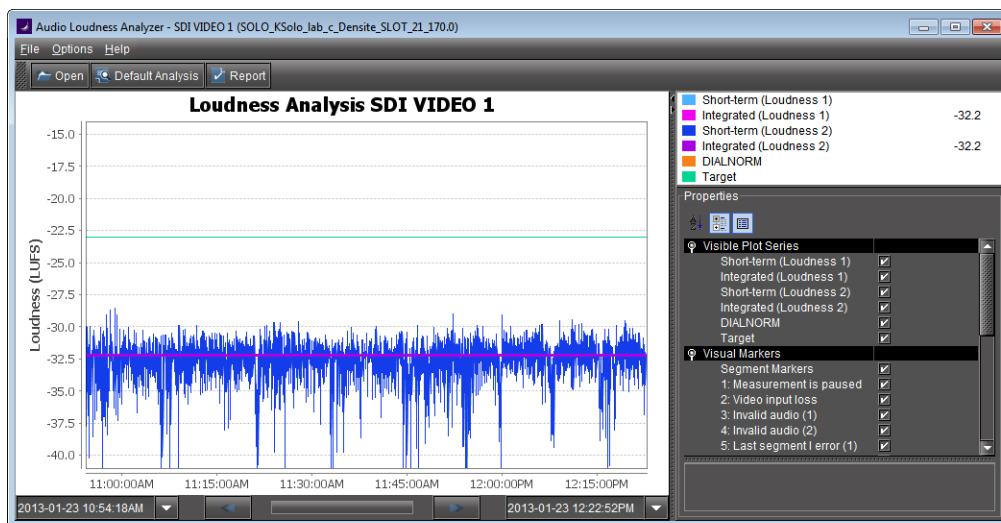 Audio Loudness Analyzer - SDI VIDEO 1 (SOLO_KSolo_lab_c_Densite_SLOT_21_170.0)
File Options Help
Open Default Analysis Report
Loudness Analysis SDI VIDEO 1
Loudness (LUFS)
-15.0
-17.5
-20.0
-22.5
-25.0
-27.5
-30.0
-32.5
-35.0
-37.5
-40.0
11:00:00AM 11:15:00AM 11:30:00AM 11:45:00AM 12:00:00PM 12:15:00PM
2013-01-23 10:54:18AM 2013-01-23 12:22:52PM
Short-term (Loudness 1)
Integrated (Loudness 1) -32.2
Short-term (Loudness 2)
Integrated (Loudness 2) -32.2
DIALNORM
Target
Properties
Visible Plot Series
Short-term (Loudness 1)
Integrated (Loudness 1)
Short-term (Loudness 2)
Integrated (Loudness 2)
DIALNORM
Target
Visual Markers
Segment Markers
1: Measurement is paused
2: Video input loss
3: Invalid audio (1)
4: Invalid audio (2)
5: Last segment I error (1)